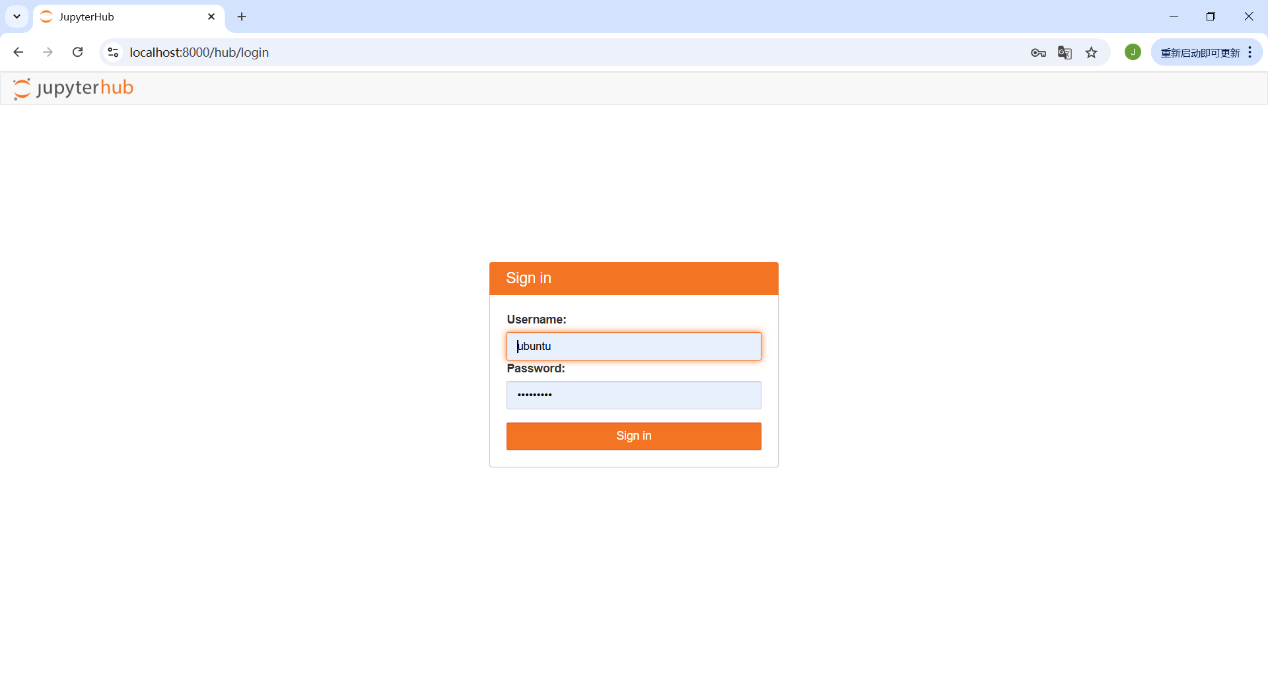 JupyterHub
localhost:8000/hub/login
J
重新启动即可更新
jupyterhub
Sign in
Username:
ubuntu
Password:
•••••••••
Sign in